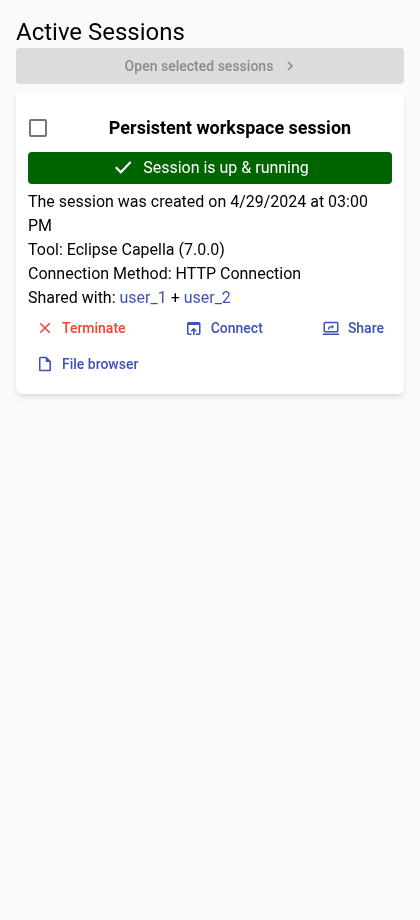 Active Sessions
Open selected sessions
Persistent workspace session
Session is up & running
The session was created on 4/29/2024 at 03:00
PM
Tool: Eclipse Capella (7.0.0)
Connection Method: HTTP Connection
Shared with: user_1 + user_2
Terminate Connect Share
File browser